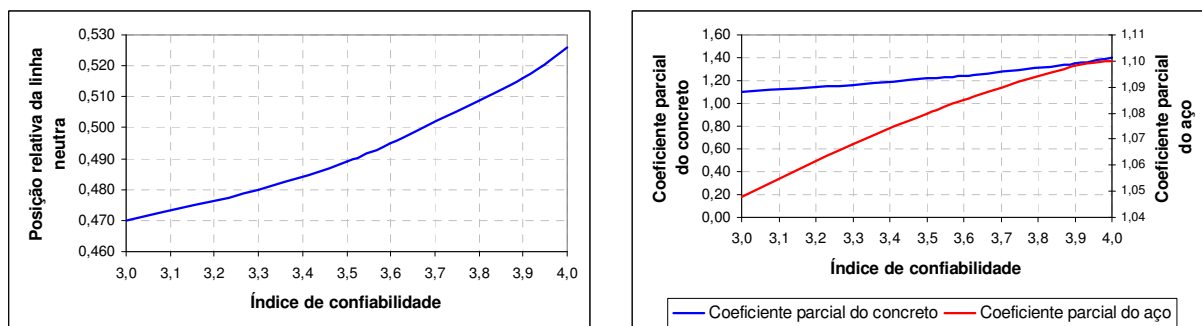 Posição relativa da linha
neutra
0,530
0,520
0,510
0,500
0,490
0,480
0,470
0,460
3,0 3,1 3,2 3,3 3,4 3,5 3,6 3,7 3,8 3,9 4,0
Índice de confiabilidade
Coeficiente parcial
do concreto
1,60
1,40
1,20
1,00
0,80
0,60
0,40
0,20
0,00
1,11
1,10
1,09
1,08
1,07
1,06
1,05
1,04
Coeficiente parcial
do aço
3,0 3,1 3,2 3,3 3,4 3,5 3,6 3,7 3,8 3,9 4,0
Índice de confiabilidade
Coeficiente parcial do concreto
Coeficiente parcial do aço